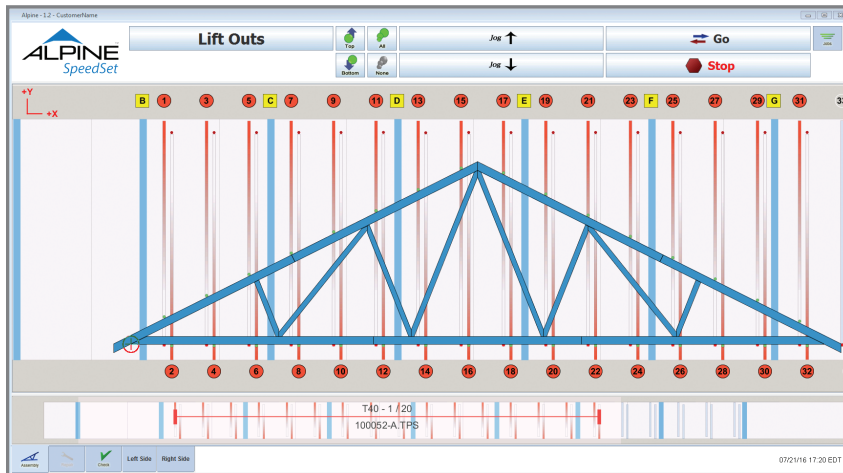 Alpine - 1.2 - CustomerName
ALPINE
SpeedSet
Lift Outs
Top
All
Jog
Go
Jobs
Bottom
None
Jog
Stop
+Y
+X
B 1 3 5 C 7 9 11 D 13 15 17 E 19 21 23 F 25 27 29 G 31 33
2 4 6 8 10 12 14 16 18 20 22 24 26 28 30 32
T40 - 1 / 20
100052-A.TPS
Assembly
Check
Left Side
Right Side
07/21/16 17:20 EDT